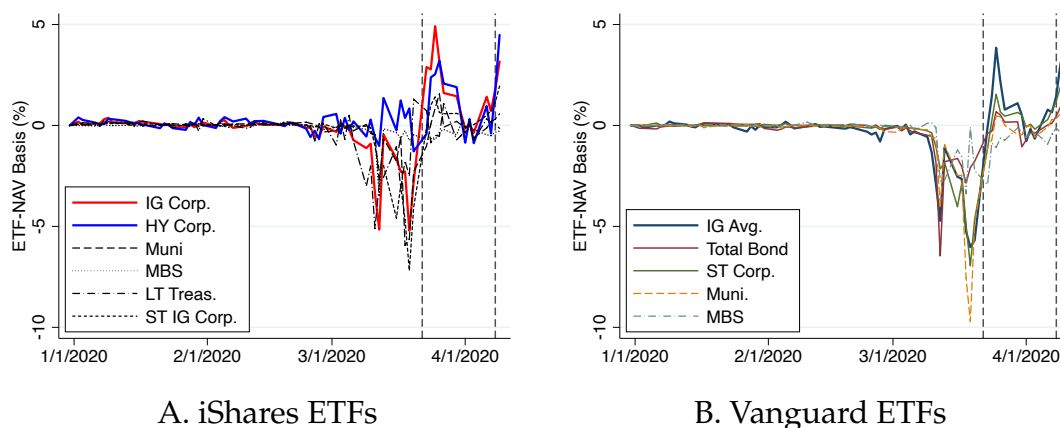 ETF-NAV Basis (%)
5
0
-5
-10
IG Corp.
HY Corp.
Muni
MBS
LT Treas.
ST IG Corp.
1/1/2020 2/1/2020 3/1/2020 4/1/2020
A. iShares ETFs
ETF-NAV Basis (%)
5
0
-5
-10
IG Avg.
Total Bond
ST Corp.
Muni.
MBS
1/1/2020 2/1/2020 3/1/2020 4/1/2020
B. Vanguard ETFs